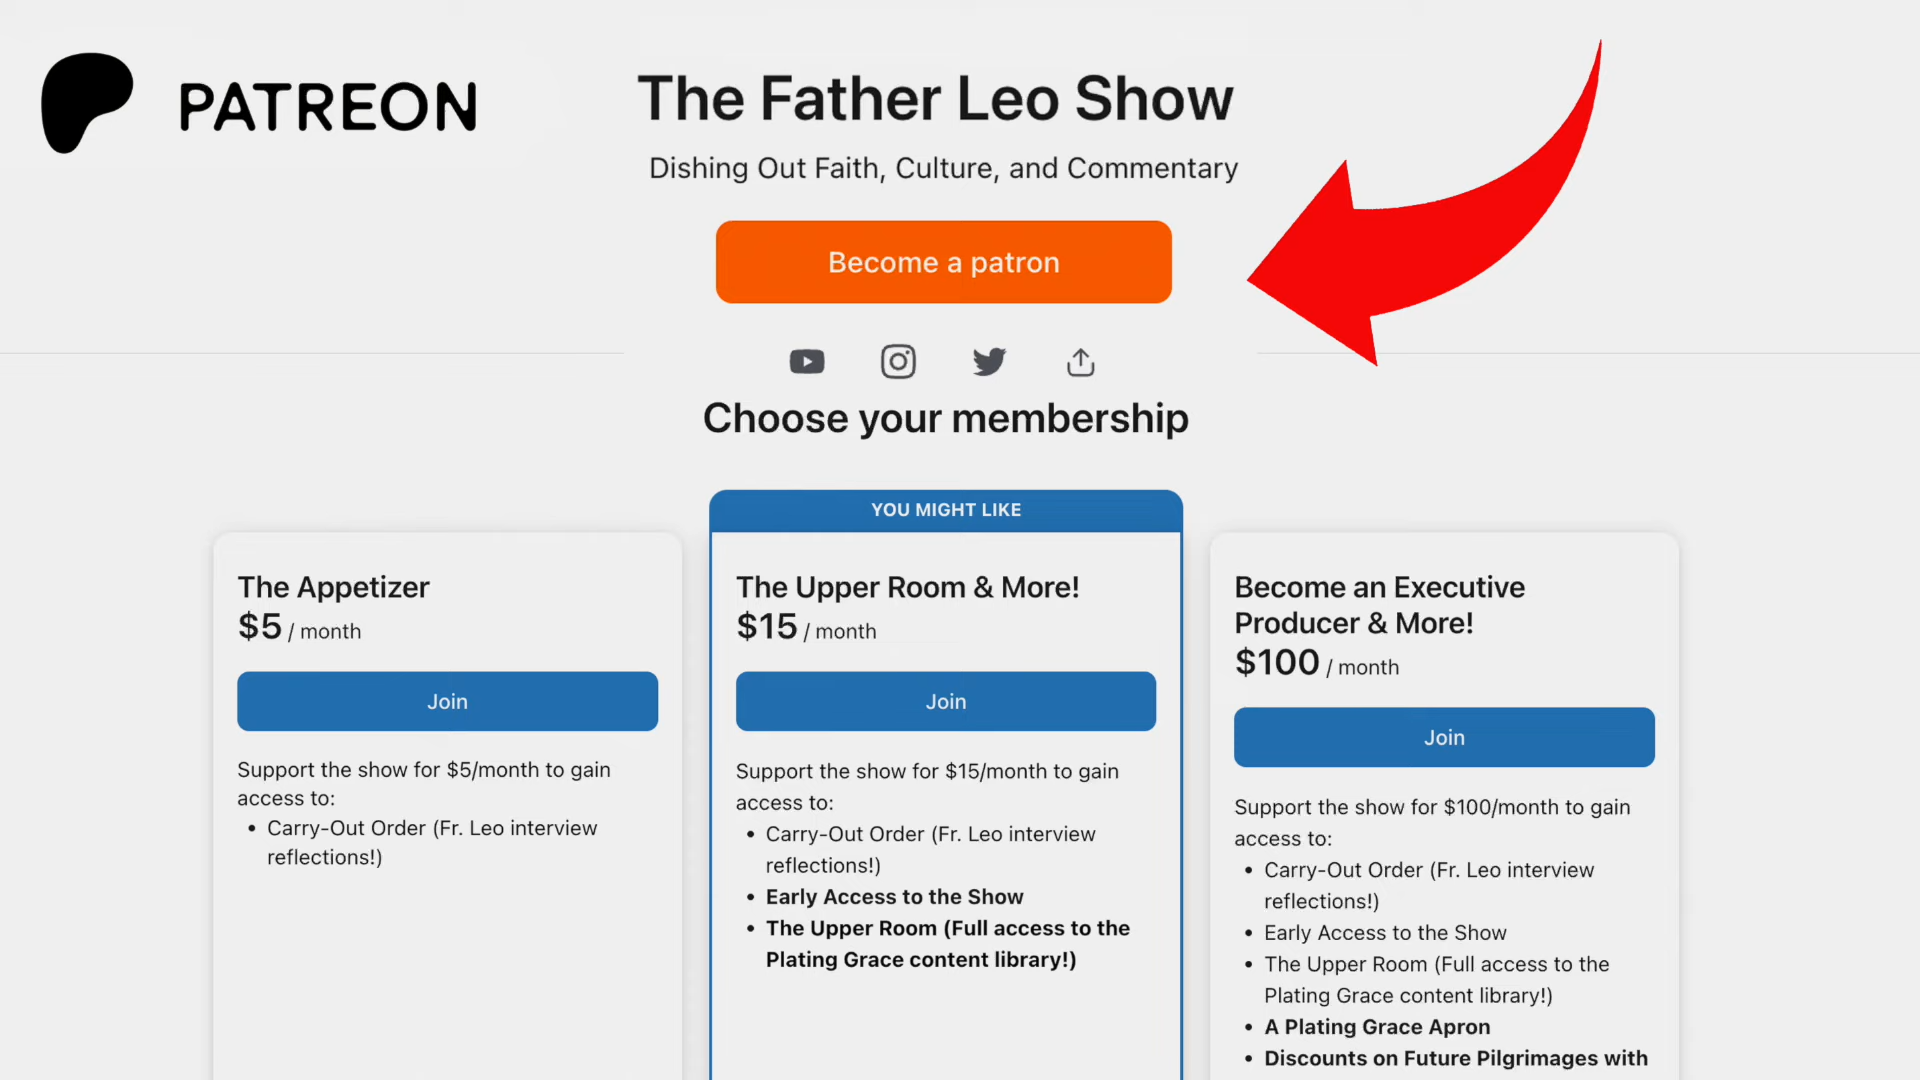 PATREON
The Father Leo Show
Dishing Out Faith, Culture, and Commentary
Become a patron
Choose your membership
The Appetizer
$5 / month
Join
Support the show for $5/month to gain
access to:
• Carry-Out Order (Fr. Leo interview
reflections!)
YOU MIGHT LIKE
The Upper Room & More!
$15 / month
Join
Support the show for $15/month to gain
access to:
• Carry-Out Order (Fr. Leo interview
reflections!)
• Early Access to the Show
• The Upper Room (Full access to the
Plating Grace content library!)
Become an Executive
Producer & More!
$100 / month
Join
Support the show for $100/month to gain
access to:
• Carry-Out Order (Fr. Leo interview
reflections!)
• Early Access to the Show
• The Upper Room (Full access to the
Plating Grace content library!)
• A Plating Grace Apron
• Discounts on Future Pilgrimages with